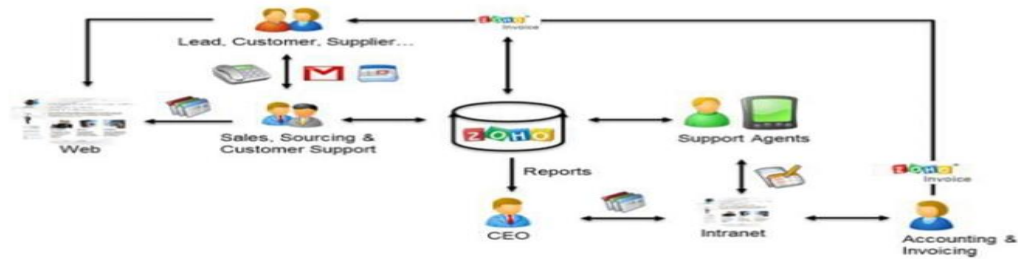 ZOHO
Invoice
Lead, Customer, Supplier...
Sales, Sourcing &
Customer Support
Web
ZOHO
Support Agents
Reports
ZOHO
Invoice
CEO
Intranet
Accounting &
Invoicing